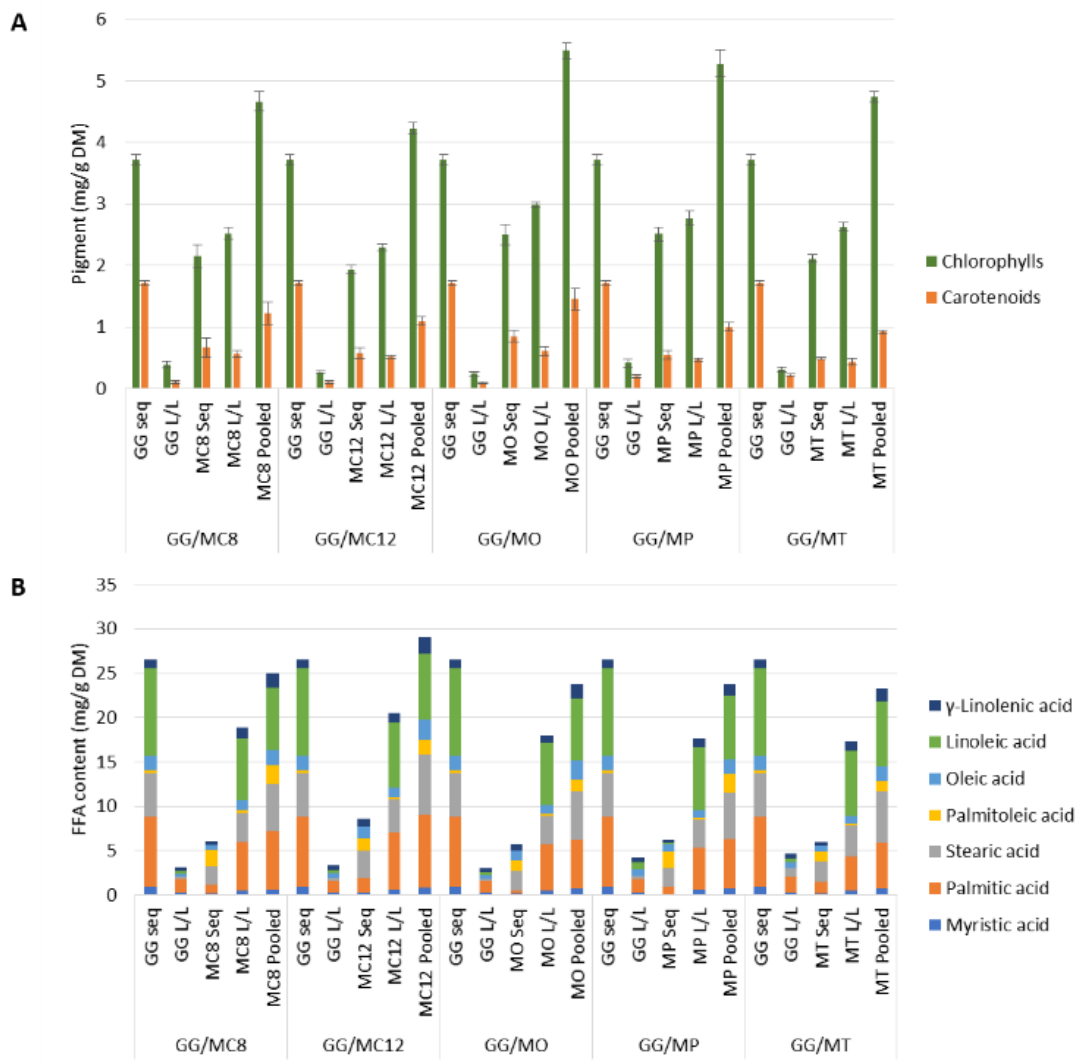 A
Pigment (mg/g DM)
6
5
4
3
2
1
0
GG seq
GG L/L
MC8 Seq
MC8 L/L
MC8 Pooled
GG seq
GG L/L
MC12 Seq
MC12 L/L
MC12 Pooled
GG seq
GG L/L
MO Seq
MO L/L
MO Pooled
GG seq
GG L/L
MP Seq
MP L/L
MP Pooled
GG seq
GG L/L
MT Seq
MT L/L
MT Pooled
GG/MC8
GG/MC12
GG/MO
GG/MP
GG/MT
Chlorophylls
Carotenoids
B
FFA content (mg/g DM)
35
30
25
20
15
10
5
0
GG seq
GG L/L
MC8 Seq
MC8 L/L
MC8 Pooled
GG seq
GG L/L
MC12 Seq
MC12 L/L
MC12 Pooled
GG seq
GG L/L
MO Seq
MO L/L
MO Pooled
GG seq
GG L/L
MP Seq
MP L/L
MP Pooled
GG seq
GG L/L
MT Seq
MT L/L
MT Pooled
GG/MC8
GG/MC12
GG/MO
GG/MP
GG/MT
γ-Linolenic acid
Linoleic acid
Oleic acid
Palmitoleic acid
Stearic acid
Palmitic acid
Myristic acid